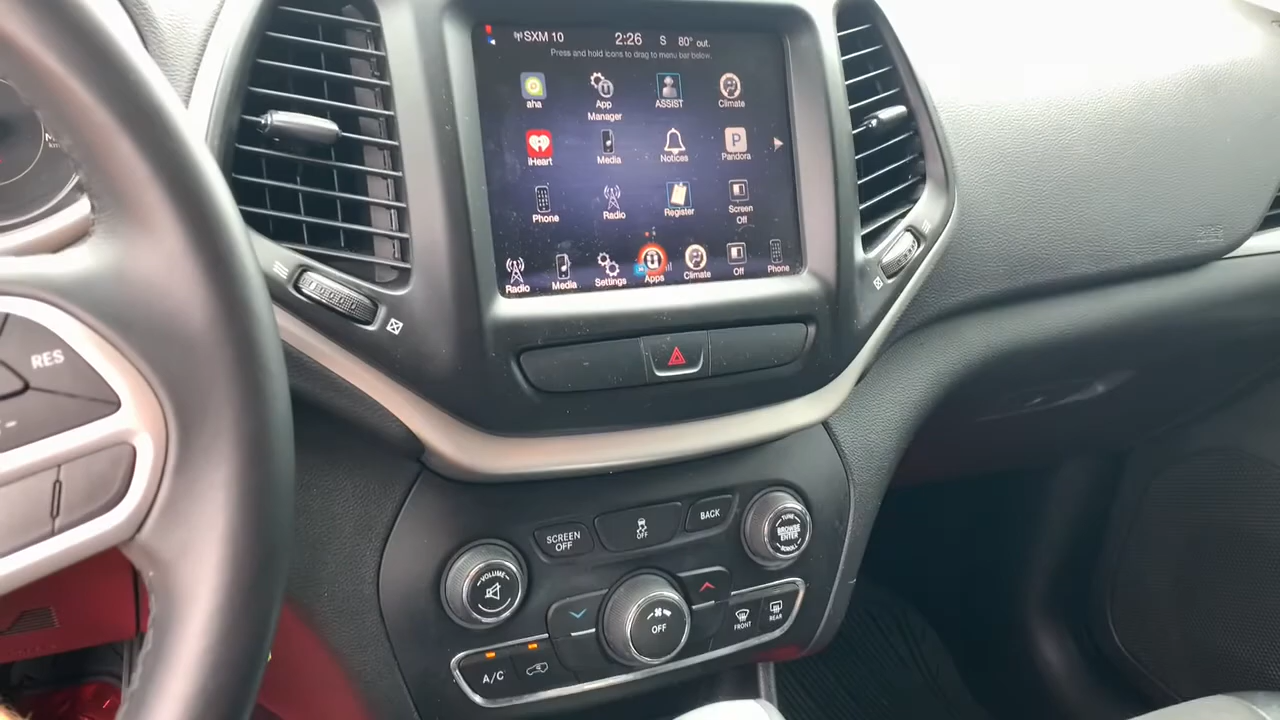 SXM 10 2:26 S 80° out.
Press and hold icons to drag to menu bar below.
aha
App
Manager
ASSIST
Climate
iHeart
Media
Notices
P
Pandora
Phone
Radio
Register
Screen
Off
Radio
Media
Settings
Apps
Climate
Off
Phone
RES
SCREEN
OFF
OFF
BACK
TUNE
BROWSE
ENTER
SCROLL
VOLUME
OFF
FRONT
REAR
A/C